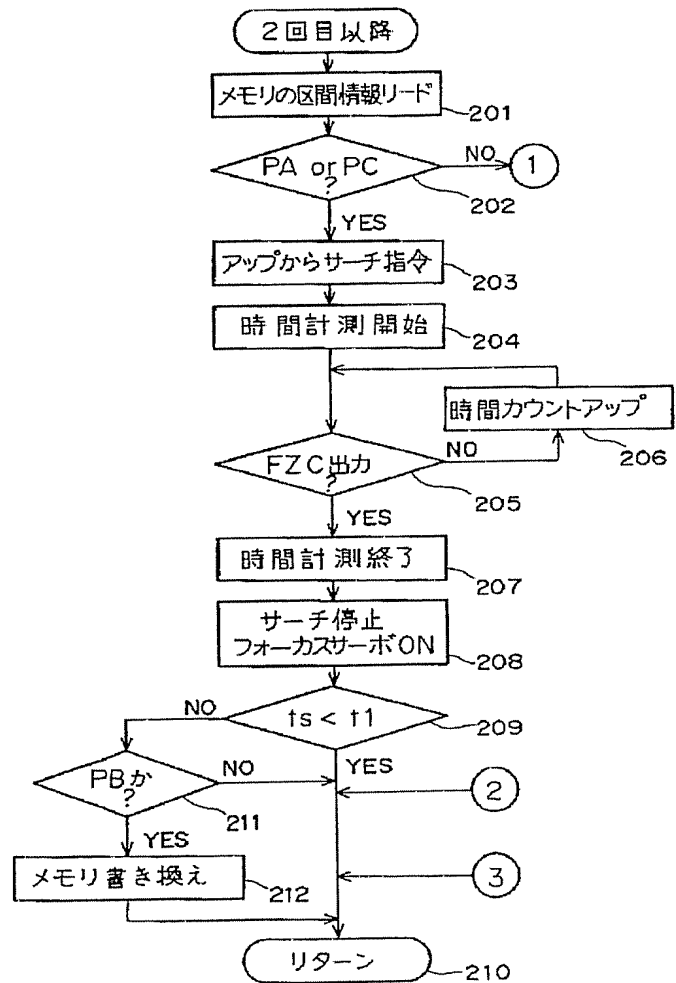 2回目以降
メモリの区間情報リード
201
PA or PC
?
NO
1
202
YES
アップからサーチ指令
203
時間計測開始
204
時間カウントアップ
206
FZC出力
?
NO
205
YES
時間計測終了
207
サーチ停止
フォーカスサーボON
208
NO
ts < t1
209
YES
PBか
?
NO
2
211
YES
メモリ書き換え
212
3
リターン
210